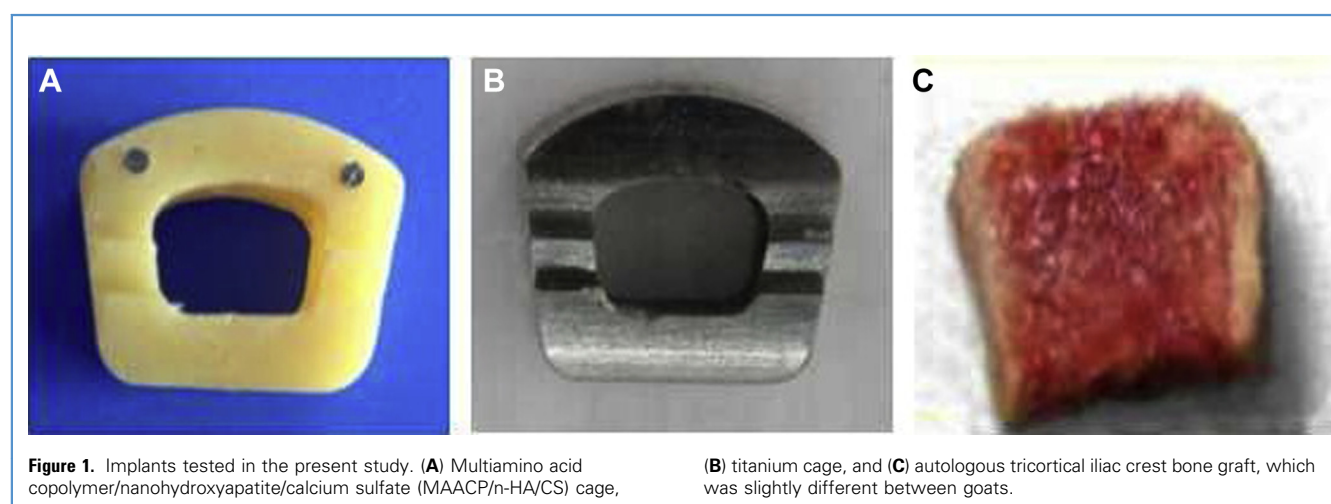 A
B
C
Figure 1. Implants tested in the present study. (A) Multiamino acid
copolymer/nanohydroxyapatite/calcium sulfate (MAACP/n-HA/CS) cage,
(B) titanium cage, and (C) autologous tricortical iliac crest bone graft, which
was slightly different between goats.